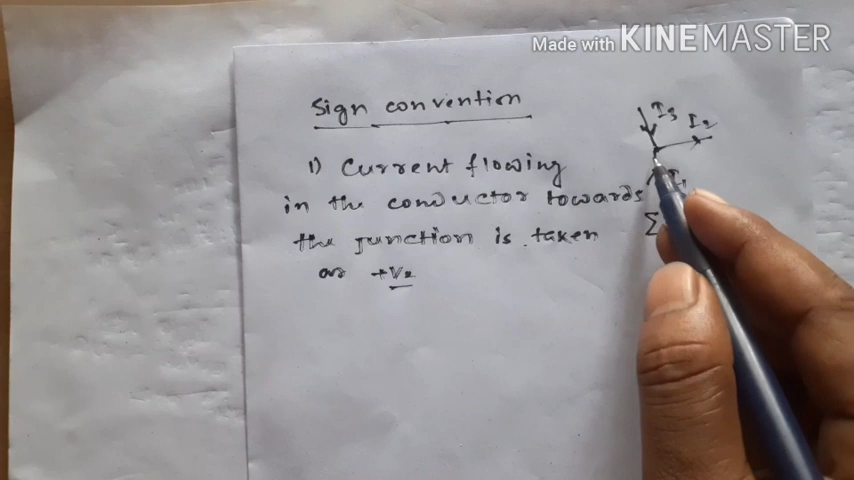 Made with KINEMASTER
Sign convention
I3
I2
1) Current flowing
I1
in the conductor towards
Σ
the junction is taken
as +ve